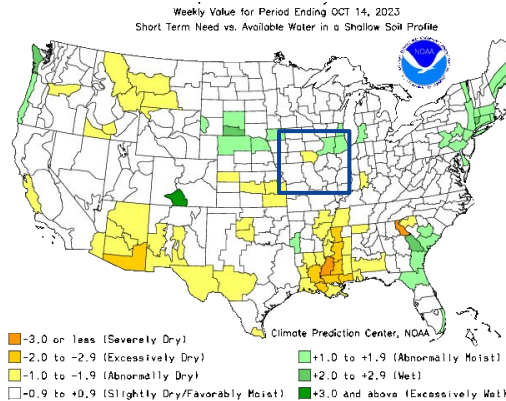 Weekly Value for Period Ending OCT 14, 2023
Short Term Need vs. Available Water in a Shallow Soil Profile
NOAA
Climate Prediction Center, NOAA
-3.0 or less (Severely Dry)
-2.0 to -2.9 (Excessively Dry)
-1.0 to -1.9 (Abnormally Dry)
-0.9 to +0.9 (Slightly Dry/Favorably Moist)
+1.0 to +1.9 (Abnormally Moist)
+2.0 to +2.9 (Wet)
+3.0 and above (Excessively Wet)